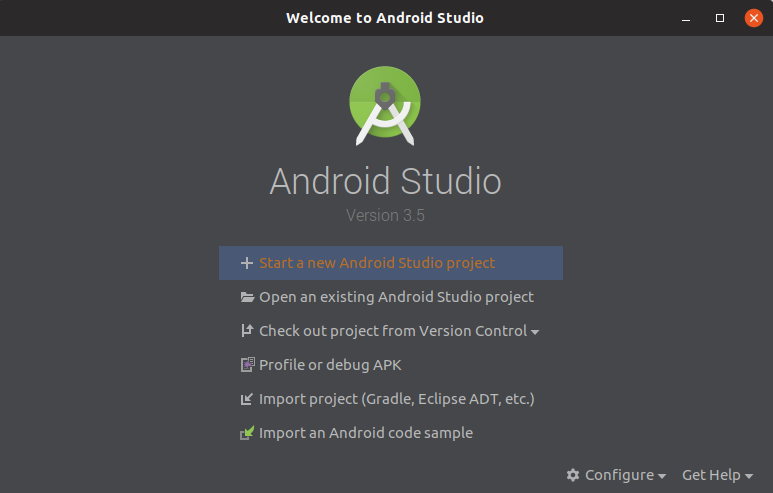 Welcome to Android Studio
Android Studio
Version 3.5
Start a new Android Studio project
Open an existing Android Studio project
Check out project from Version Control
Profile or debug APK
Import project (Gradle, Eclipse ADT, etc.)
Import an Android code sample
Configure Get Help